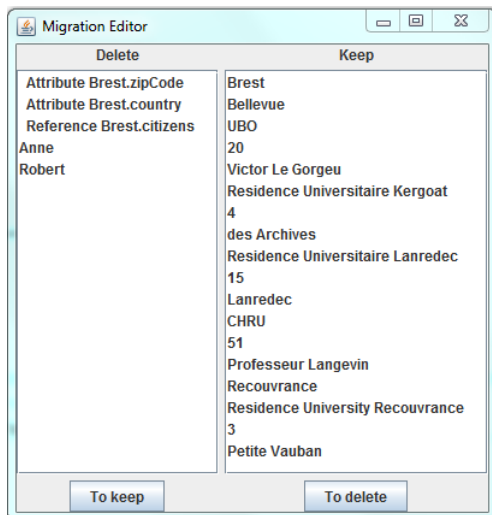 Migration Editor
Delete
Keep
Attribute Brest.zipCode
Attribute Brest.country
Reference Brest.citizens
Anne
Robert
Brest
Bellevue
UBO
20
Victor Le Gorgeu
Residence Universitaire Kergoat
4
des Archives
Residence Universitaire Lanredec
15
Lanredec
CHRU
51
Professeur Langevin
Recouvrance
Residence University Recouvrance
3
Petite Vauban
To keep
To delete